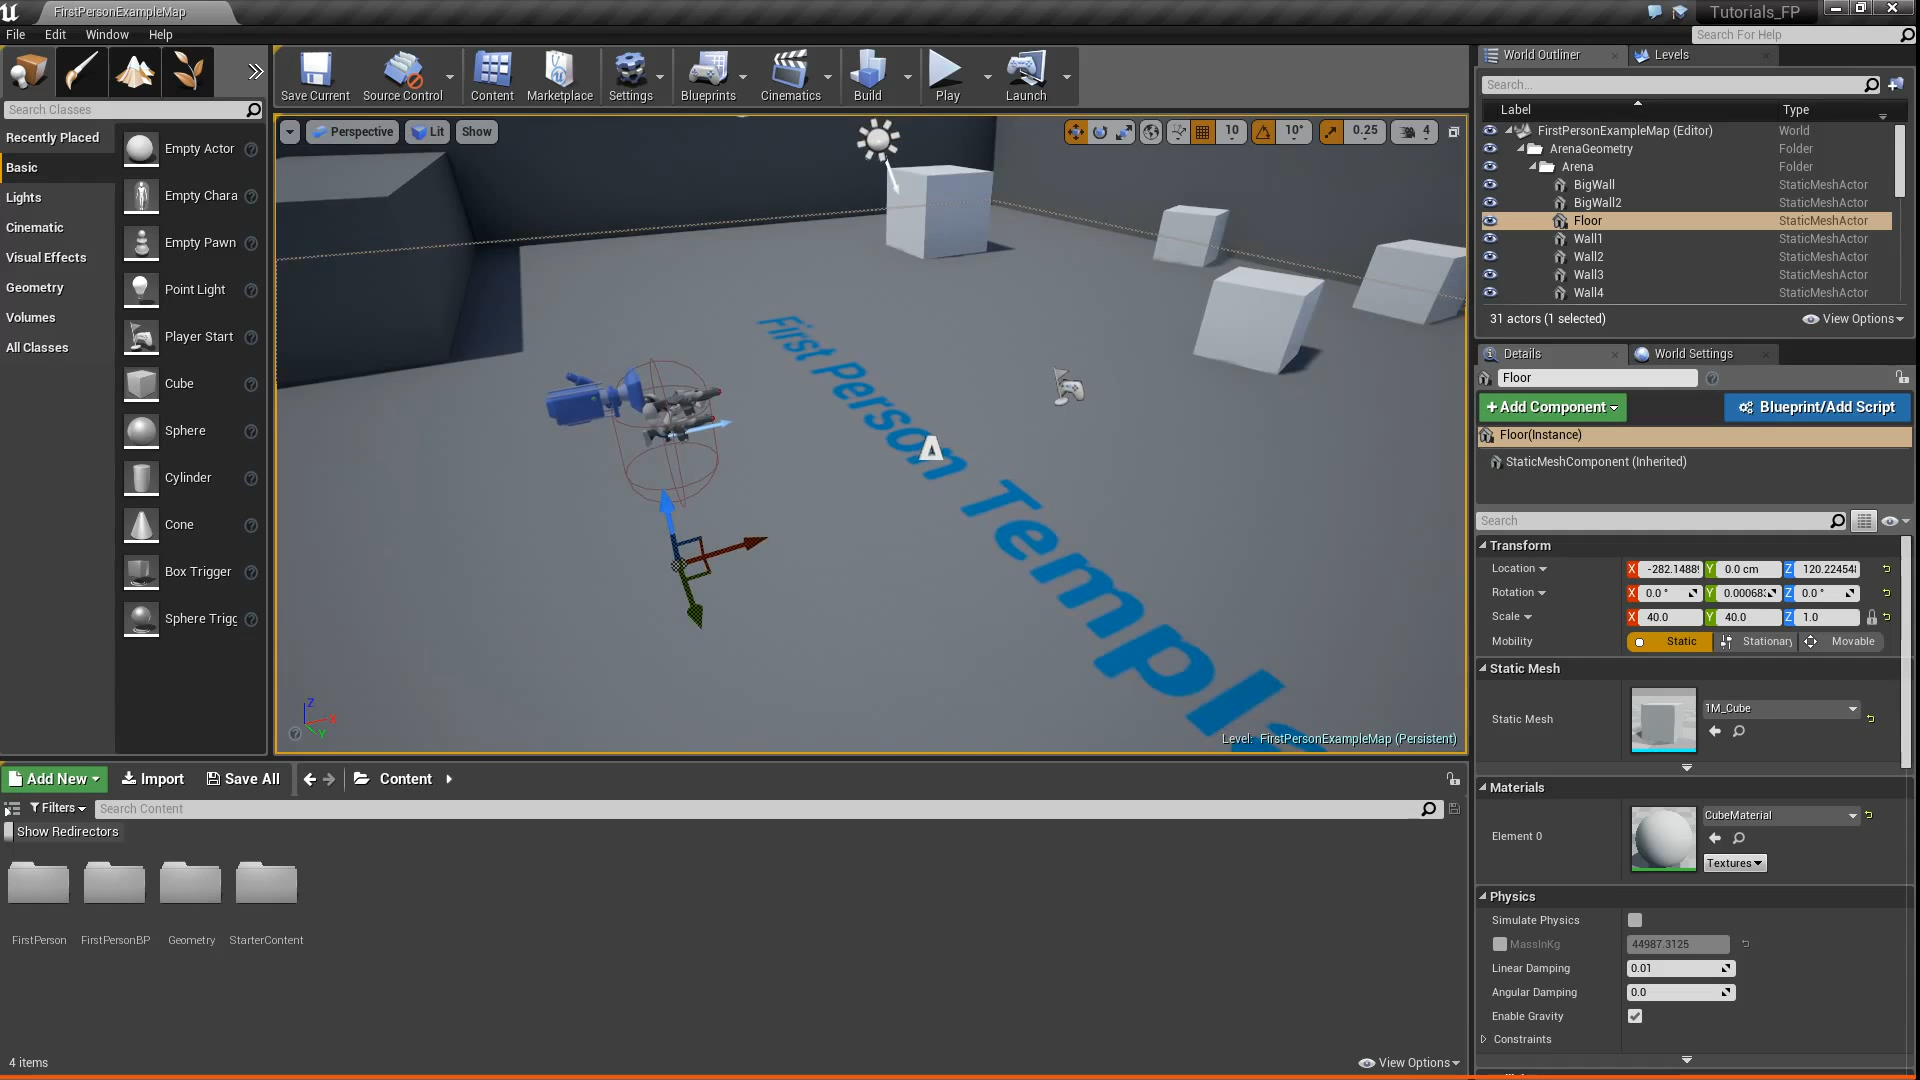 FirstPersonExampleMap
Tutorials_FP
File Edit Window Help
Search For Help
Save Current
Source Control
Content
Marketplace
Settings
Blueprints
Cinematics
Build
Play
Launch
Search Classes
Recently Placed
Basic
Lights
Cinematic
Visual Effects
Geometry
Volumes
All Classes
Empty Actor
Empty Chara
Empty Pawn
Point Light
Player Start
Cube
Sphere
Cylinder
Cone
Box Trigger
Sphere Trigg
Perspective
Lit
Show
10
10°
0.25
4
First Person Templa
Z
X
Y
Level: FirstPersonExampleMap (Persistent)
World Outliner
Levels
Search...
Label Type
FirstPersonExampleMap (Editor) World
ArenaGeometry Folder
Arena Folder
BigWall StaticMeshActor
BigWall2 StaticMeshActor
Floor StaticMeshActor
Wall1 StaticMeshActor
Wall2 StaticMeshActor
Wall3 StaticMeshActor
Wall4 StaticMeshActor
31 actors (1 selected)
View Options
Details
World Settings
Floor
+Add Component
Blueprint/Add Script
Floor(Instance)
StaticMeshComponent (Inherited)
Search
Transform
Location X -282.1488 Y 0.0 cm Z 120.22454
Rotation X 0.0 ° Y 0.00068 Z 0.0 °
Scale X 40.0 Y 40.0 Z 1.0
Mobility Static Stationary Movable
Static Mesh
Static Mesh
1M_Cube
Materials
Element 0
CubeMaterial
Textures
Physics
Simulate Physics
MassInKg 44987.3125
Linear Damping 0.01
Angular Damping 0.0
Enable Gravity
Constraints
Add New
Import
Save All
Content
Filters
Search Content
Show Redirectors
FirstPerson
FirstPersonBP
Geometry
StarterContent
4 items
View Options